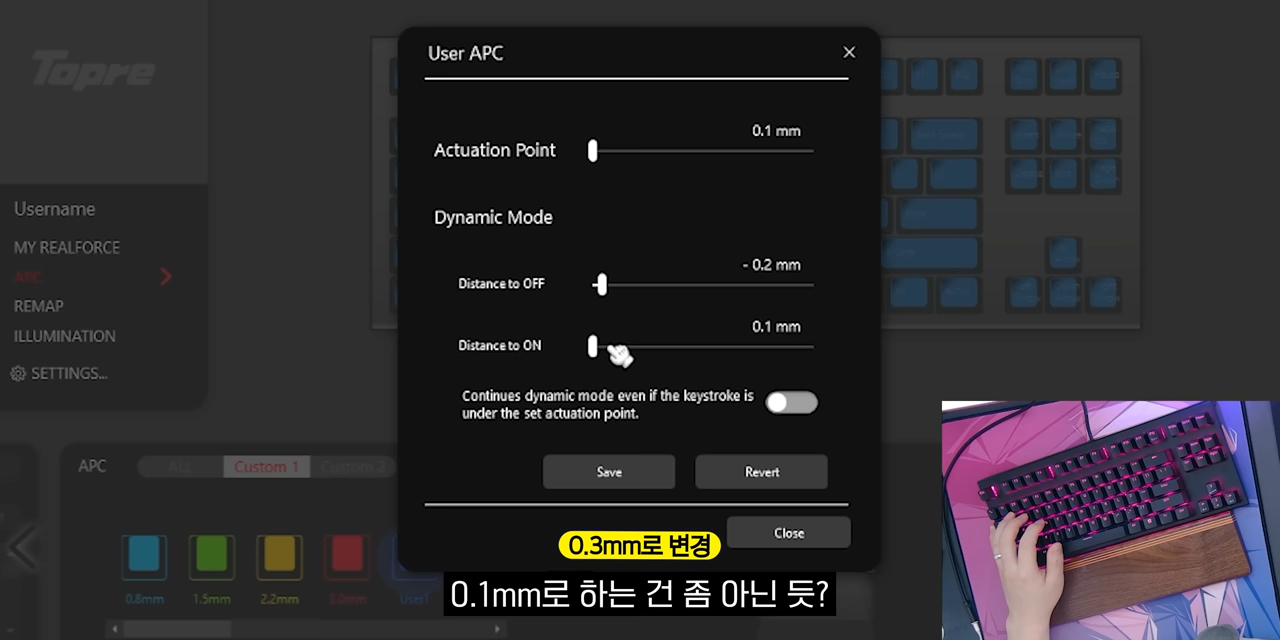 Topre
Username
MY REALFORCE
APC
REMAP
ILLUMINATION
SETTINGS...
User APC
Actuation Point
0.1 mm
Dynamic Mode
Distance to OFF
- 0.2 mm
Distance to ON
0.1 mm
Continues dynamic mode even if the keystroke is
under the set actuation point.
Save
Revert
Close
APC
ALL
Custom 1
Custom 2
0.8mm
1.5mm
2.2mm
3.0mm
User1
0.3mm로 변경
0.1mm로 하는 건 좀 아닌 듯?